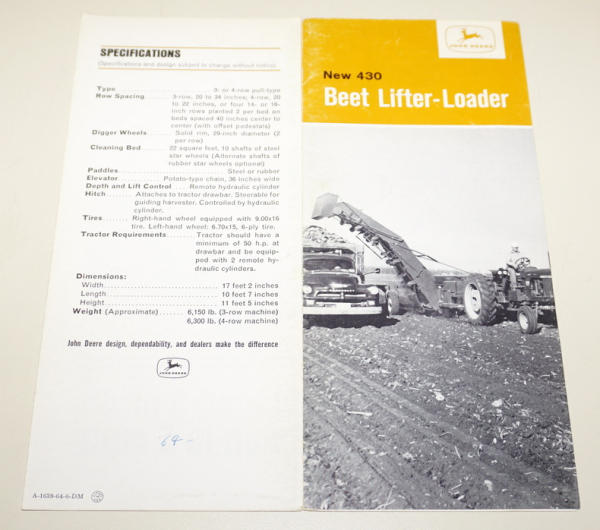 SPECIFICATIONS
(Specifications and design subject to change without notice)
Type ............ 3- or 4-row pull-type
Row Spacing ....... 3-row, 20 to 24 inches; 4-row, 20
to 22 inches, or four 14- or 16-
inch rows planted 2 per bed on
beds spaced 40 inches center to
center (with offset pedestals)
Digger Wheels ....... Solid rim, 29-inch diameter (2
per row)
Cleaning Bed ....... 22 square feet, 10 shafts of steel
star wheels (Alternate shafts of
rubber star wheels optional)
Paddles ............ Steel or rubber
Elevator ....... Potato-type chain, 36 inches wide
Depth and Lift Control .... Remote hydraulic cylinder
Hitch ....... Attaches to tractor drawbar. Steerable for
guiding harvester. Controlled by hydraulic
cylinder.
Tires ....... Right-hand wheel equipped with 9.00x16
tire. Left-hand wheel: 6.70x15, 6-ply tire.
Tractor Requirements ........ Tractor should have a
minimum of 50 h.p. at
drawbar and be equip-
ped with 2 remote hy-
draulic cylinders.
Dimensions:
Width ............ 17 feet 2 inches
Length ............ 10 feet 7 inches
Height ............ 11 feet 5 inches
Weight (Approximate) ....... 6,150 lb. (3-row machine)
6,300 lb. (4-row machine)
John Deere design, dependability, and dealers make the difference
JOHN DEERE
64-
A-1639-64-6-DM
JOHN DEERE
New 430
Beet Lifter-Loader